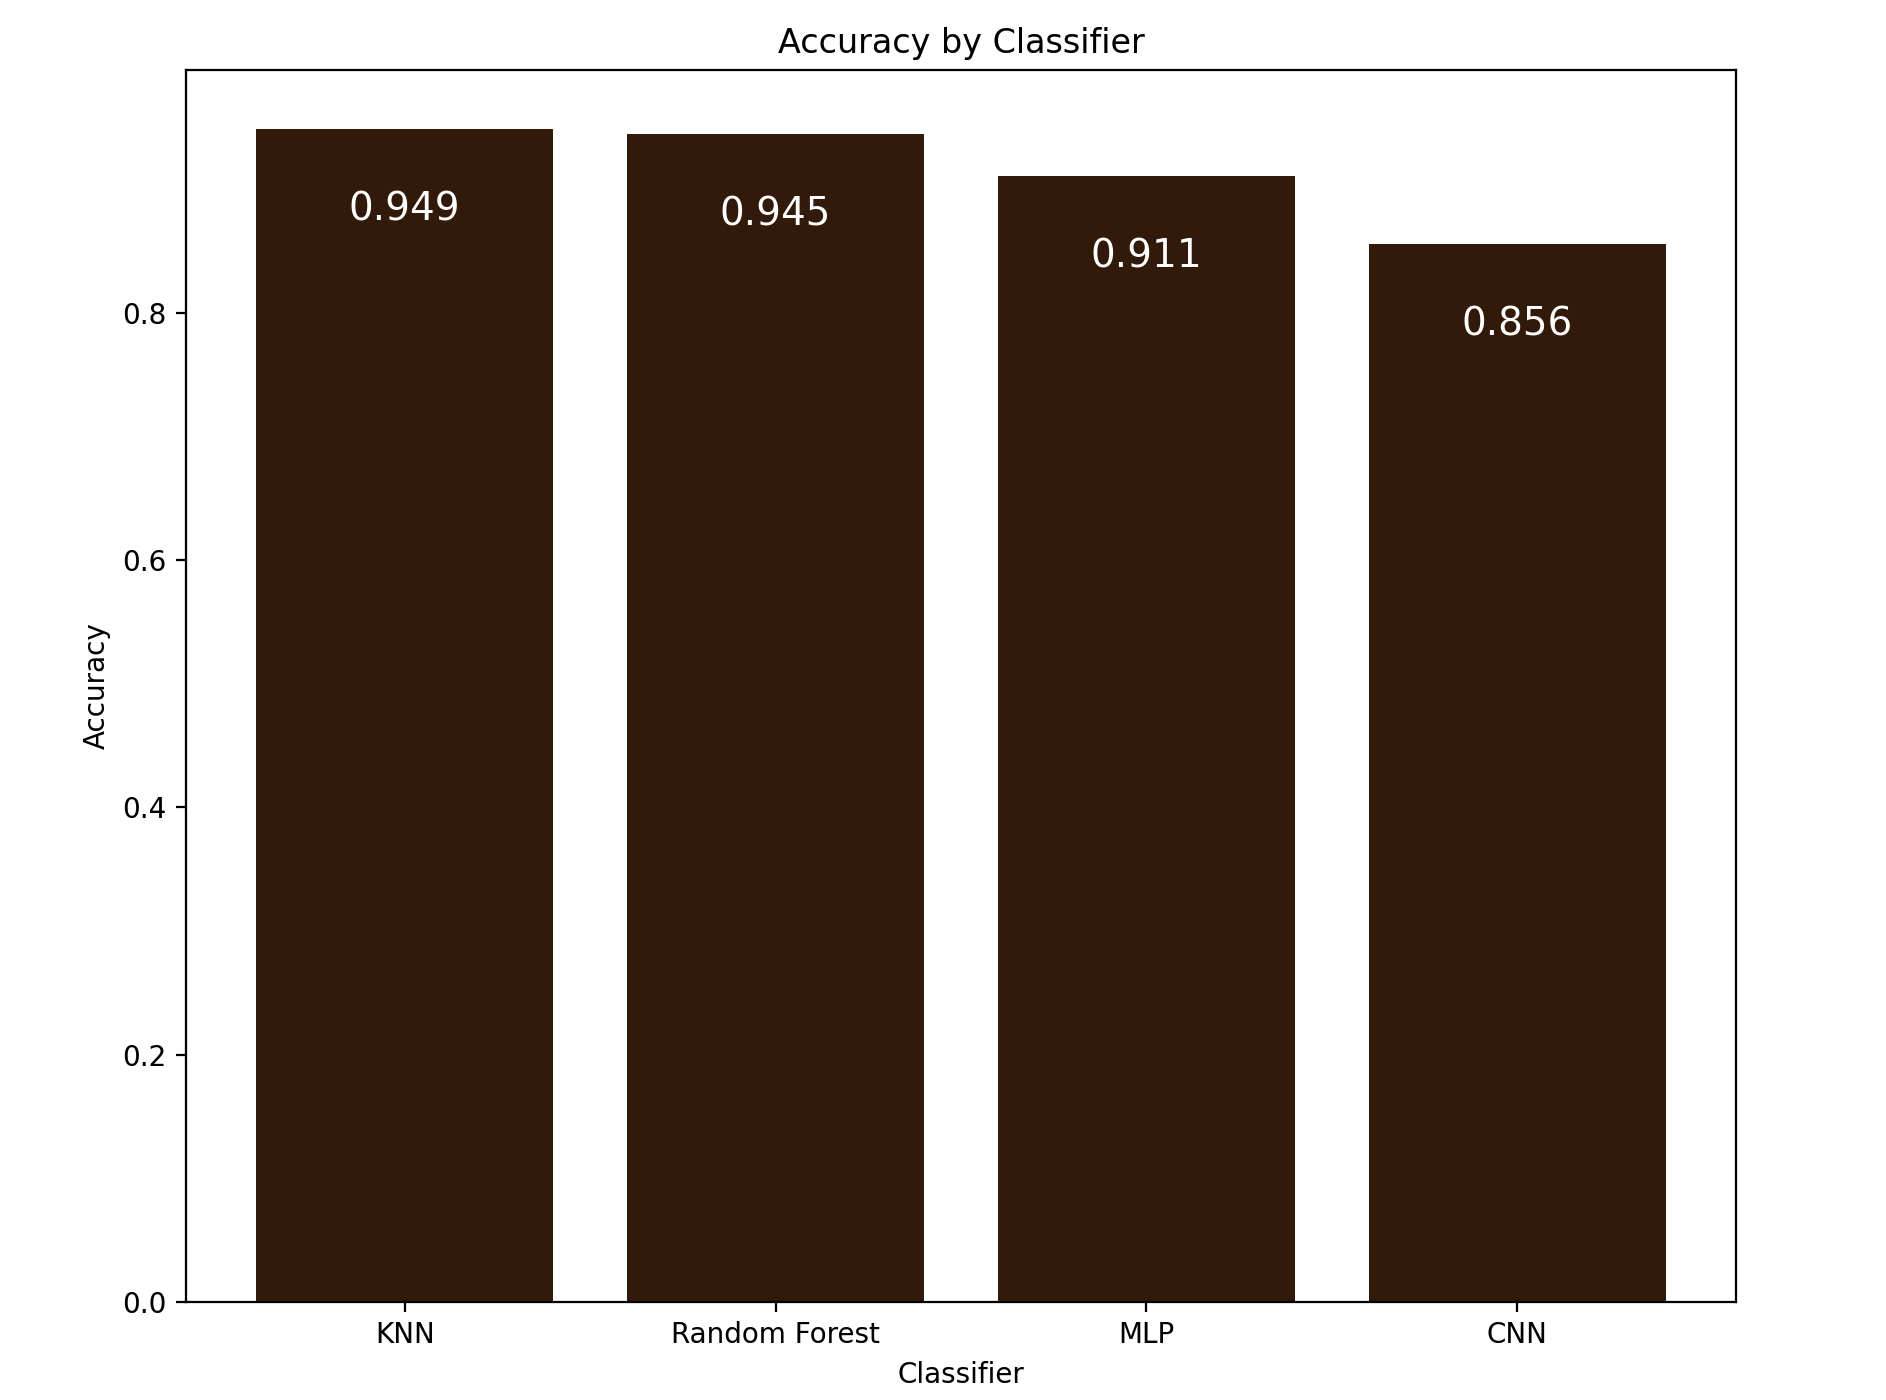 Accuracy by Classifier
0.949
0.945
0.911
0.856
0.8
0.6
0.4
0.2
0.0
Accuracy
KNN
Random Forest
MLP
CNN
Classifier